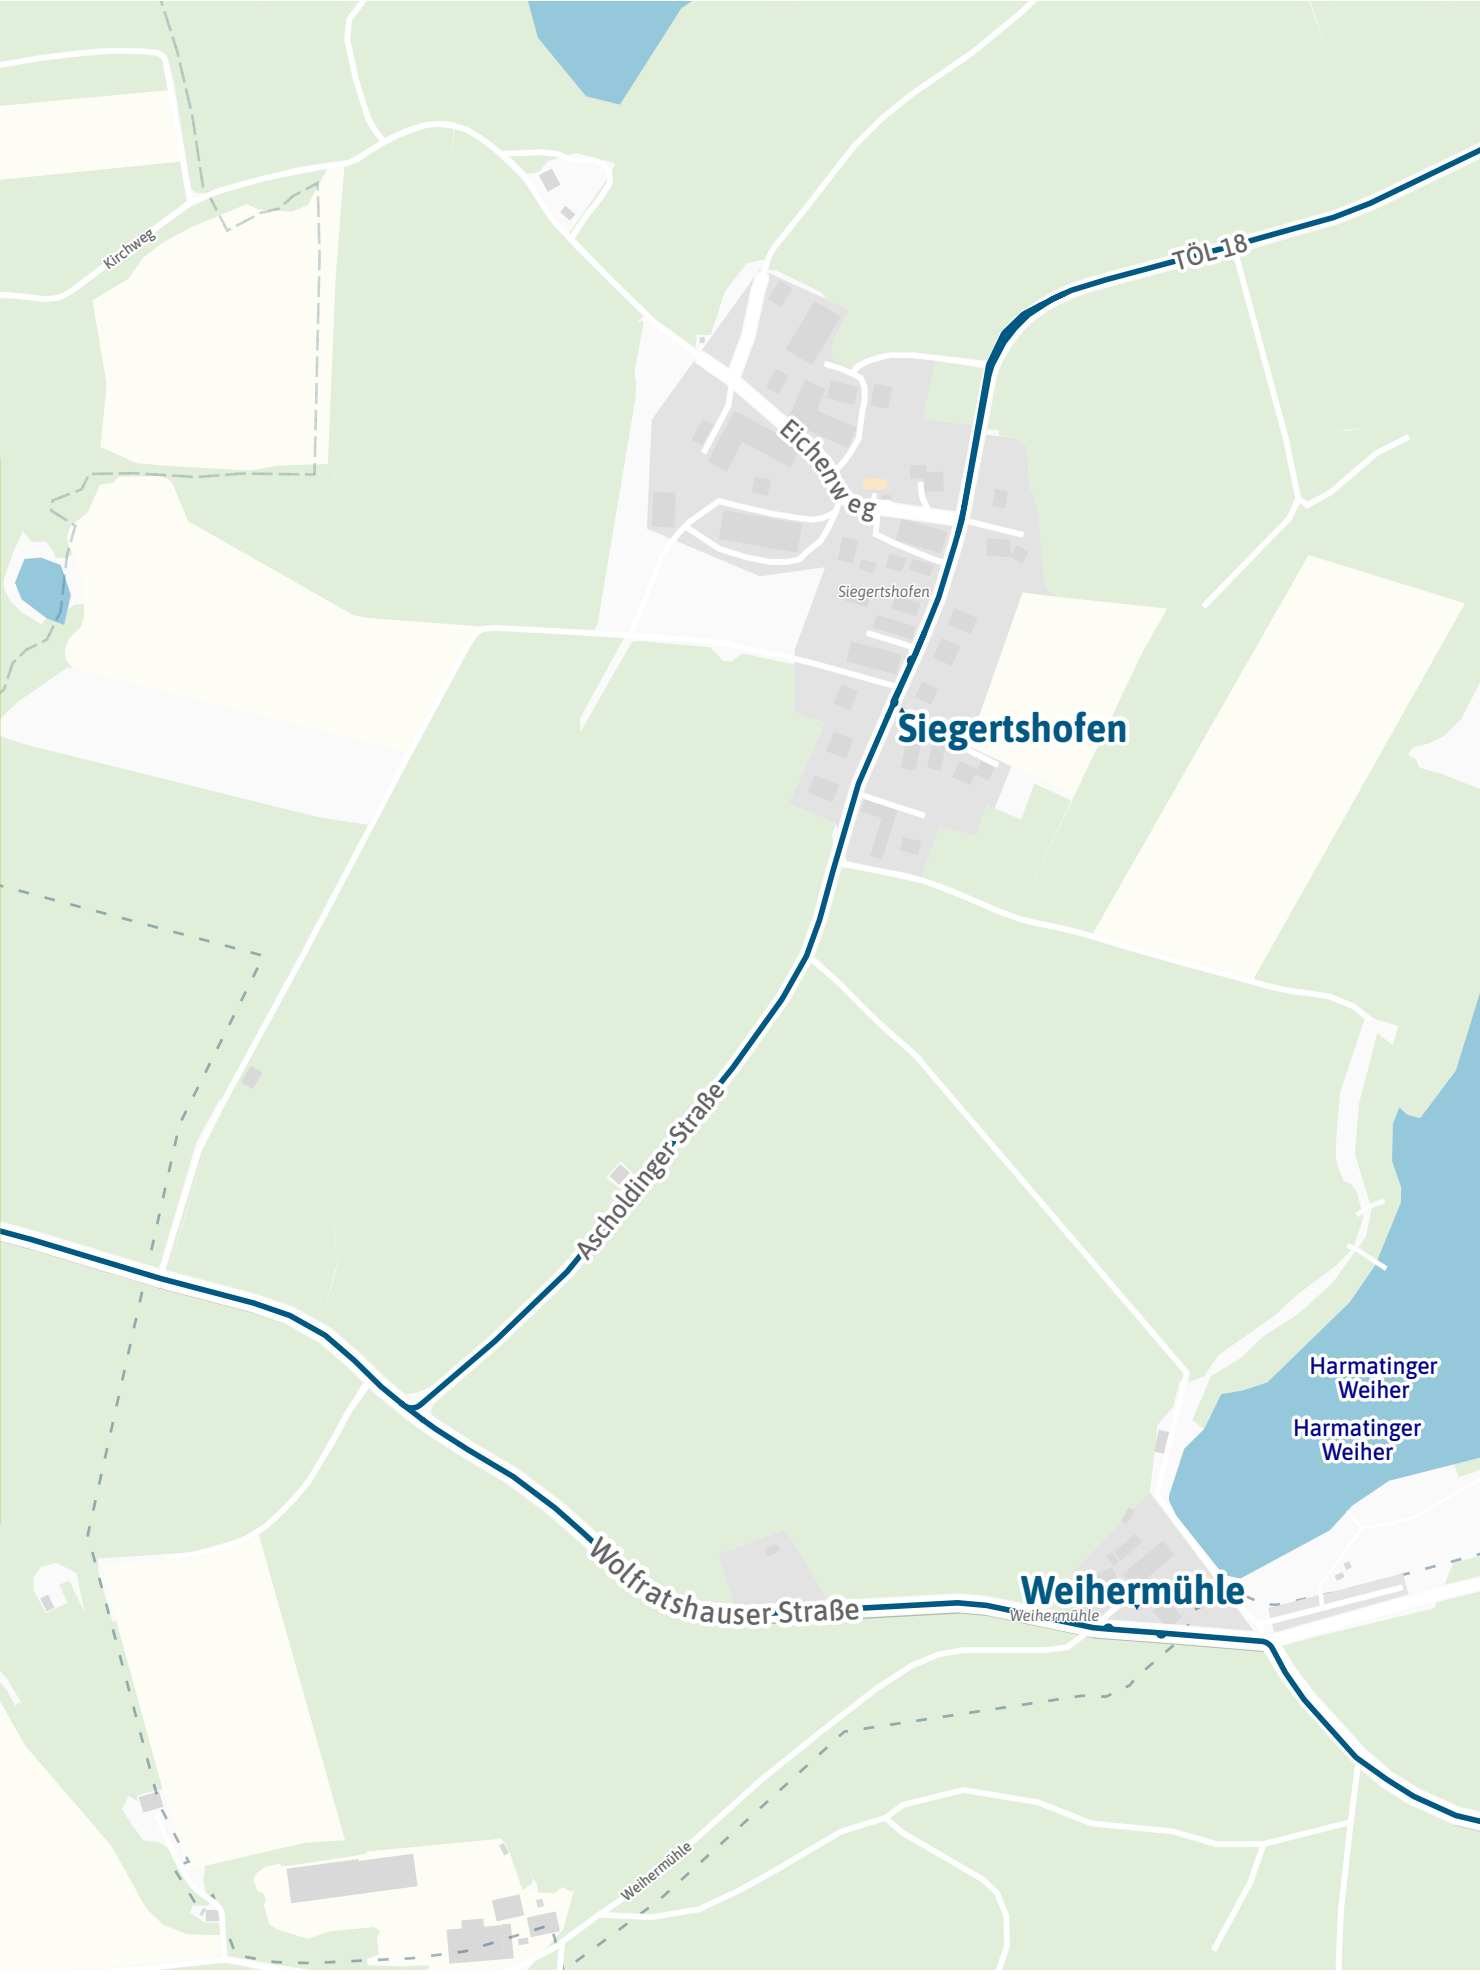 Kirchweg
TÖL 18
Eichenweg
Siegertshofen
Siegertshofen
Ascholdinger Straße
Harmatinger
Weiher
Harmatinger
Weiher
Wolfratshauser Straße
Weihermühle
Weihermühle
Weihermühle